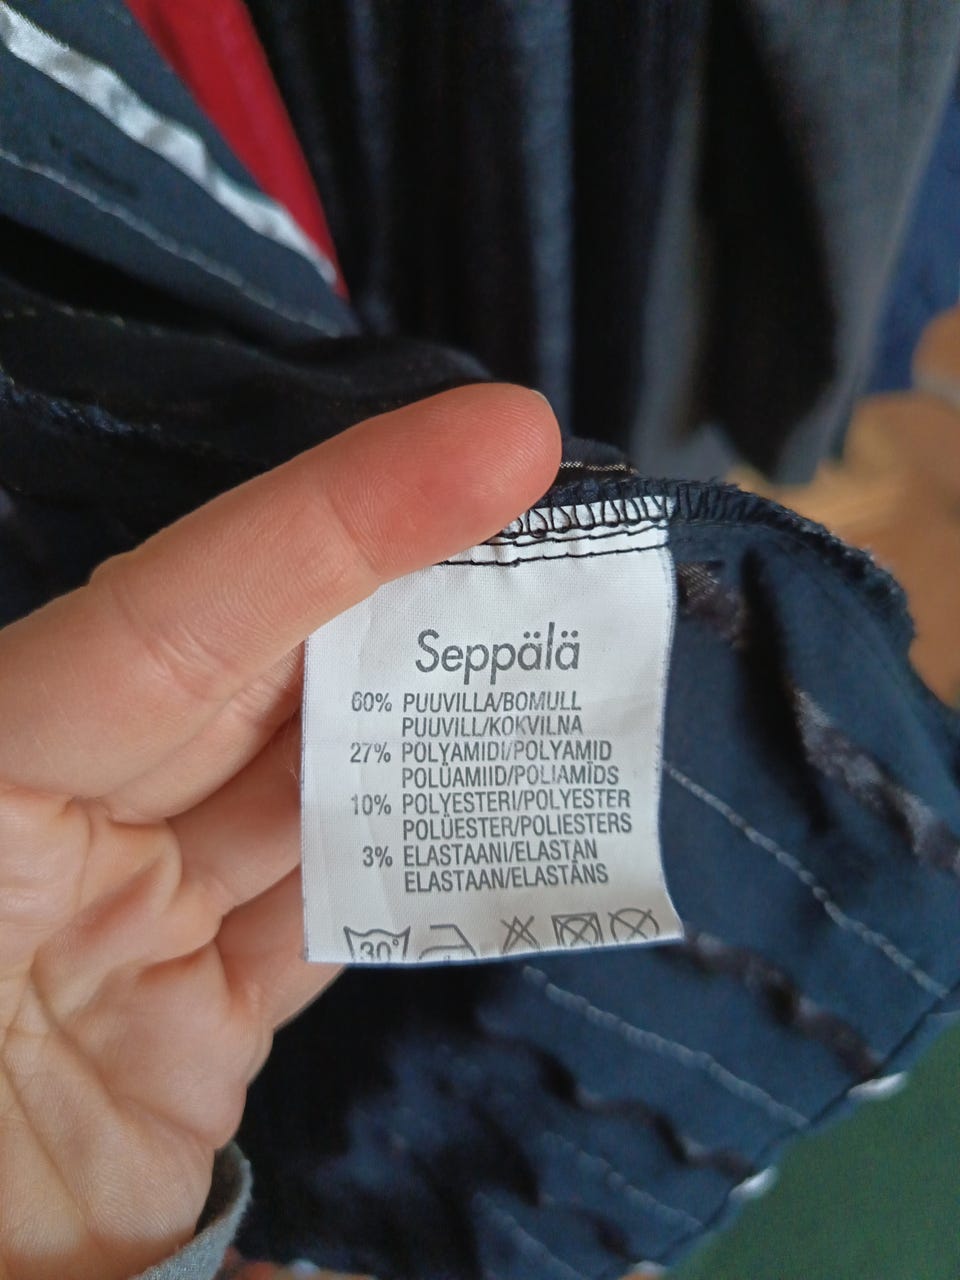 Seppälä
60% PUUVILLA/BOMULL
PUUVILL/KOKVILNA
27% POLYAMIDI/POLYAMID
POLÜAMIID/POLIAMĪDS
10% POLYESTERI/POLYESTER
POLÜESTER/POLIESTERS
3% ELASTAANI/ELASTAN
ELASTAAN/ELASTĀNS
30°